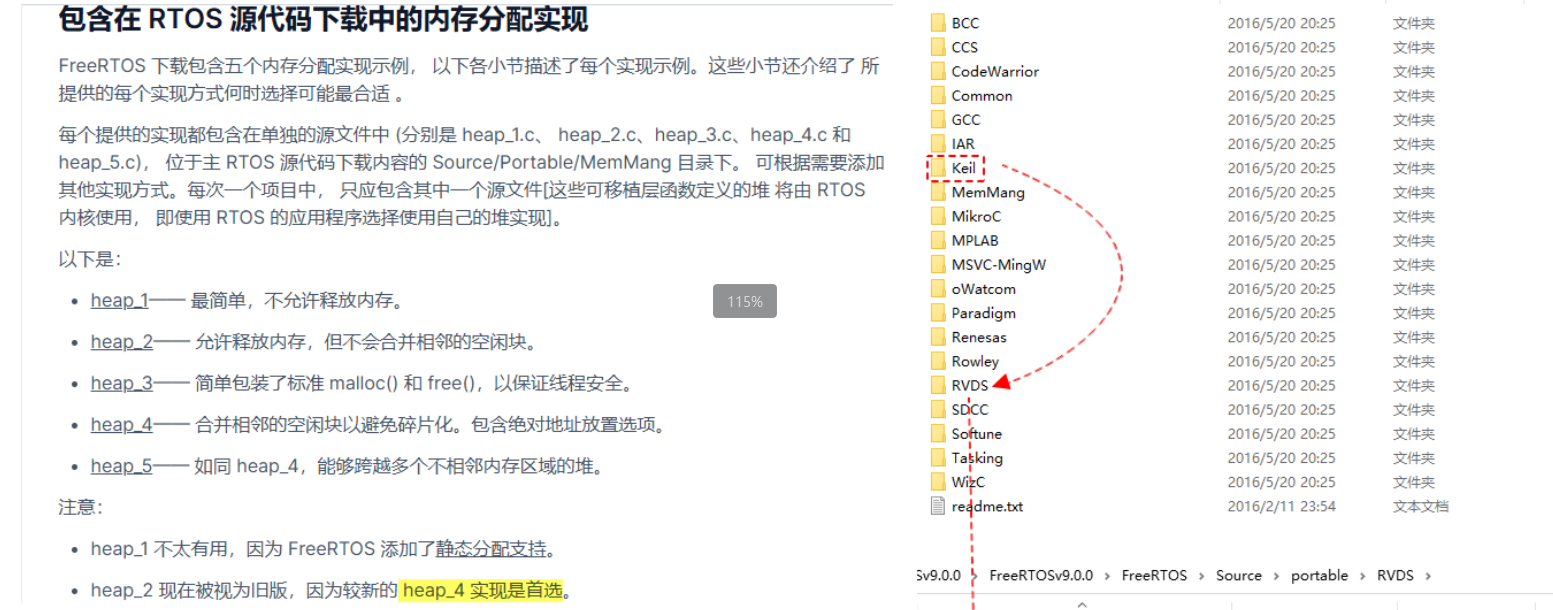 包含在 RTOS 源代码下载中的内存分配实现
FreeRTOS 下载包含五个内存分配实现示例， 以下各小节描述了每个实现示例。这些小节还介绍了 所
提供的每个实现方式何时选择可能最合适 。
每个提供的实现都包含在单独的源文件中 (分别是 heap_1.c、 heap_2.c、heap_3.c、heap_4.c 和
heap_5.c)， 位于主 RTOS 源代码下载内容的 Source/Portable/MemMang 目录下。 可根据需要添加
其他实现方式。每次一个项目中， 只应包含其中一个源文件[这些可移植层函数定义的堆 将由 RTOS
内核使用， 即使用 RTOS 的应用程序选择使用自己的堆实现]。
以下是：
• heap_1—— 最简单，不允许释放内存。
115%
• heap_2—— 允许释放内存，但不会合并相邻的空闲块。
• heap_3—— 简单包装了标准 malloc() 和 free()，以保证线程安全。
• heap_4—— 合并相邻的空闲块以避免碎片化。包含绝对地址放置选项。
• heap_5—— 如同 heap_4，能够跨越多个不相邻内存区域的堆。
注意：
• heap_1 不太有用，因为 FreeRTOS 添加了静态分配支持。
• heap_2 现在被视为旧版，因为较新的 heap_4 实现是首选。
BCC 2016/5/20 20:25 文件夹
CCS 2016/5/20 20:25 文件夹
CodeWarrior 2016/5/20 20:25 文件夹
Common 2016/5/20 20:25 文件夹
GCC 2016/5/20 20:25 文件夹
IAR 2016/5/20 20:25 文件夹
Keil 2016/5/20 20:25 文件夹
MemMang 2016/5/20 20:25 文件夹
MikroC 2016/5/20 20:25 文件夹
MPLAB 2016/5/20 20:25 文件夹
MSVC-MingW 2016/5/20 20:25 文件夹
oWatcom 2016/5/20 20:25 文件夹
Paradigm 2016/5/20 20:25 文件夹
Renesas 2016/5/20 20:25 文件夹
Rowley 2016/5/20 20:25 文件夹
RVDS 2016/5/20 20:25 文件夹
SDCC 2016/5/20 20:25 文件夹
Softune 2016/5/20 20:25 文件夹
Tasking 2016/5/20 20:25 文件夹
WizC 2016/5/20 20:25 文件夹
readme.txt 2016/2/11 23:54 文本文档
Sv9.0.0 › FreeRTOSv9.0.0 › FreeRTOS › Source › portable › RVDS ›